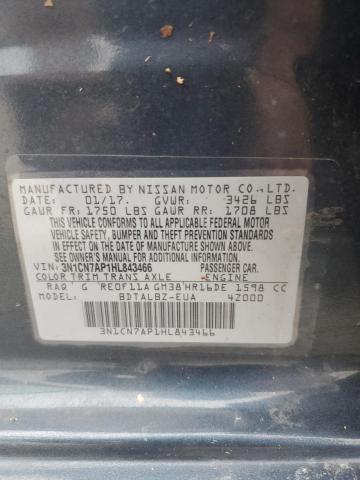 MANUFACTURED BY NISSAN MOTOR CO.,LTD.
DATE: 01/17. GVWR: 3426 LBS
GAWR FR: 1750 LBS GAWR RR: 1708 LBS
THIS VEHICLE CONFORMS TO ALL APPLICABLE FEDERAL MOTOR
VEHICLE SAFETY, BUMPER AND THEFT PREVENTION STANDARDS
IN EFFECT ON THE DATE OF MANUFACTURE SHOWN ABOVE.
SEE OWNER'S MANUAL FOR ADDITIONAL INFORMATION.
VIN: 3N1CN7AP1HL843466 PASSENGER CAR.
COLOR TRIM TRANS AXLE ENGINE
RAQ G RE0F11A GM38 HR16DE 1598 CC
BDTALBZ-EUA 4Z000
3N1CN7AP1HL843466